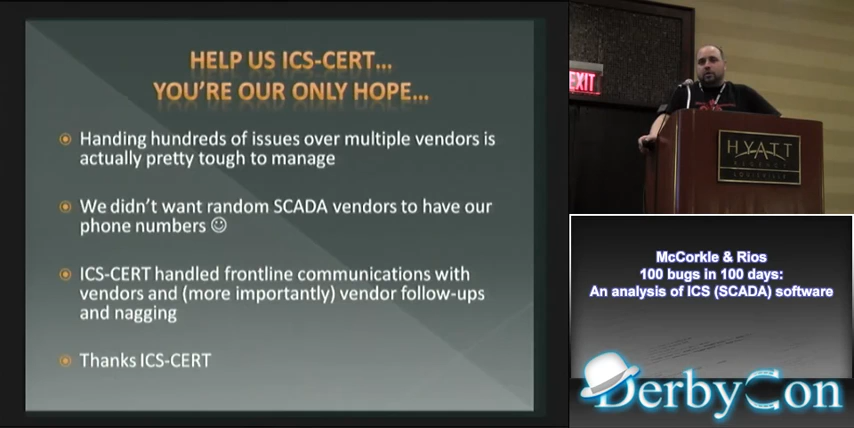 HELP US ICS-CERT...
YOU'RE OUR ONLY HOPE...
Handing hundreds of issues over multiple vendors is
actually pretty tough to manage
We didn't want random SCADA vendors to have our
phone numbers ☺
ICS-CERT handled frontline communications with
vendors and (more importantly) vendor follow-ups
and nagging
Thanks ICS-CERT
EXIT
HYATT
REGENCY
LOUISVILLE
McCorkle & Rios
100 bugs in 100 days:
An analysis of ICS (SCADA) software
DerbyCon